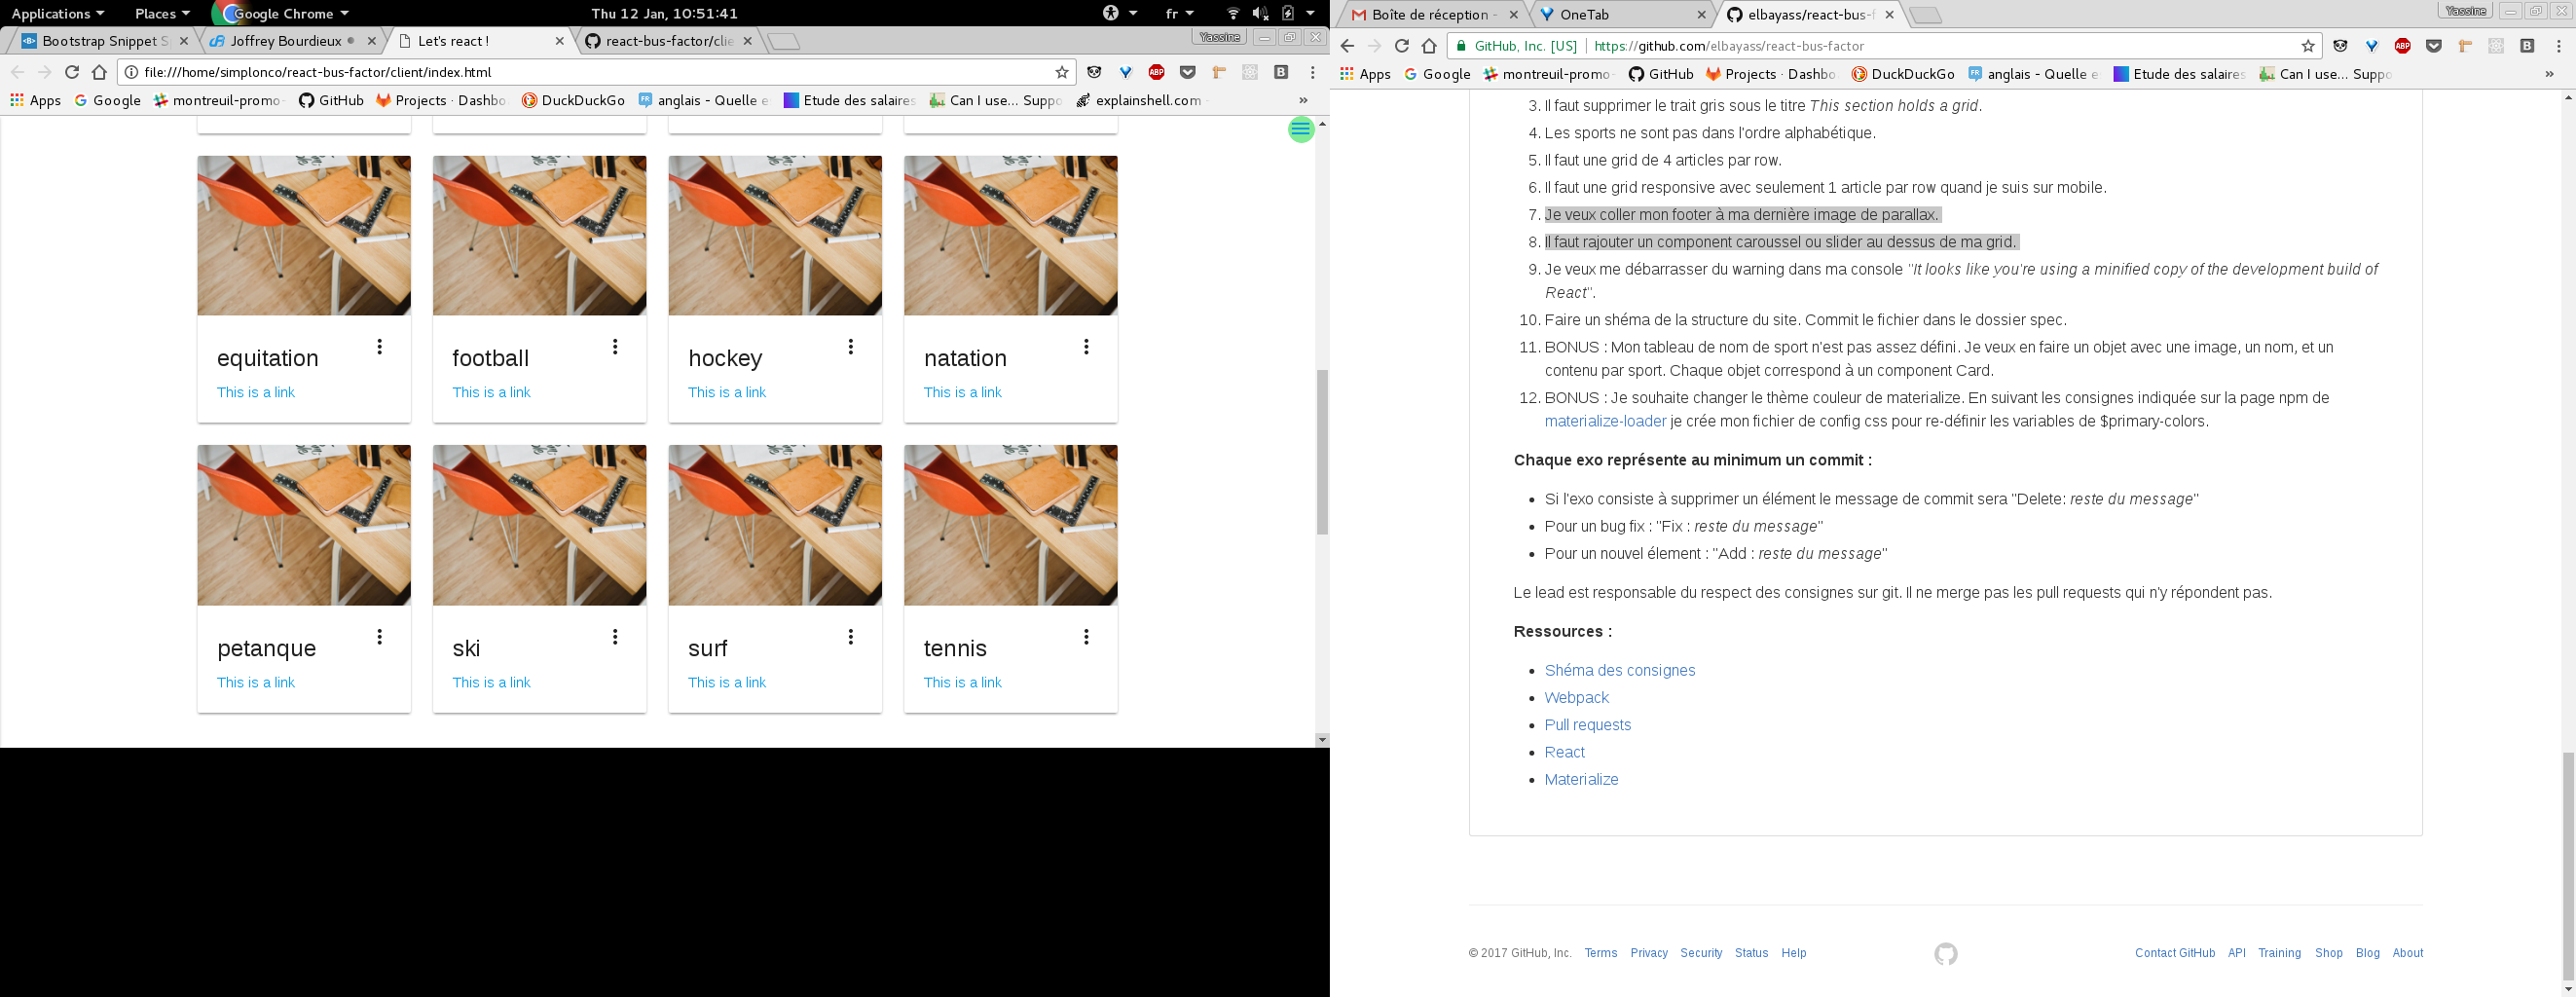 Applications Places Google Chrome Thu 12 Jan, 10:51:41 fr
Bootstrap Snippet S Joffrey Bourdieux Let's react ! react-bus-factor/clie Yassine
file:///home/simplonco/react-bus-factor/client/index.html ABP B
Apps Google montreuil-promo- GitHub Projects · Dashbo DuckDuckGo FR anglais - Quelle e Etude des salaires Can I use... Suppo explainshell.com - »
equitation football hockey natation
This is a link This is a link This is a link This is a link
petanque ski surf tennis
This is a link This is a link This is a link This is a link
Boîte de réception - OneTab elbayass/react-bus-f Yassine
GitHub, Inc. [US] https://github.com/elbayass/react-bus-factor ABP B
Apps Google montreuil-promo- GitHub Projects · Dashbo DuckDuckGo FR anglais - Quelle e Etude des salaires Can I use... Suppo »
3. Il faut supprimer le trait gris sous le titre This section holds a grid.
4. Les sports ne sont pas dans l'ordre alphabétique.
5. Il faut une grid de 4 articles par row.
6. Il faut une grid responsive avec seulement 1 article par row quand je suis sur mobile.
7. Je veux coller mon footer à ma dernière image de parallax.
8. Il faut rajouter un component caroussel ou slider au dessus de ma grid.
9. Je veux me débarrasser du warning dans ma console "It looks like you're using a minified copy of the development build of
React".
10. Faire un shéma de la structure du site. Commit le fichier dans le dossier spec.
11. BONUS : Mon tableau de nom de sport n'est pas assez défini. Je veux en faire un objet avec une image, un nom, et un
contenu par sport. Chaque objet correspond à un component Card.
12. BONUS : Je souhaite changer le thème couleur de materialize. En suivant les consignes indiquée sur la page npm de
materialize-loader je crée mon fichier de config css pour re-définir les variables de $primary-colors.
Chaque exo représente au minimum un commit :
• Si l'exo consiste à supprimer un élément le message de commit sera "Delete: reste du message"
• Pour un bug fix : "Fix : reste du message"
• Pour un nouvel élement : "Add : reste du message"
Le lead est responsable du respect des consignes sur git. Il ne merge pas les pull requests qui n'y répondent pas.
Ressources :
• Shéma des consignes
• Webpack
• Pull requests
• React
• Materialize
© 2017 GitHub, Inc. Terms Privacy Security Status Help Contact GitHub API Training Shop Blog About